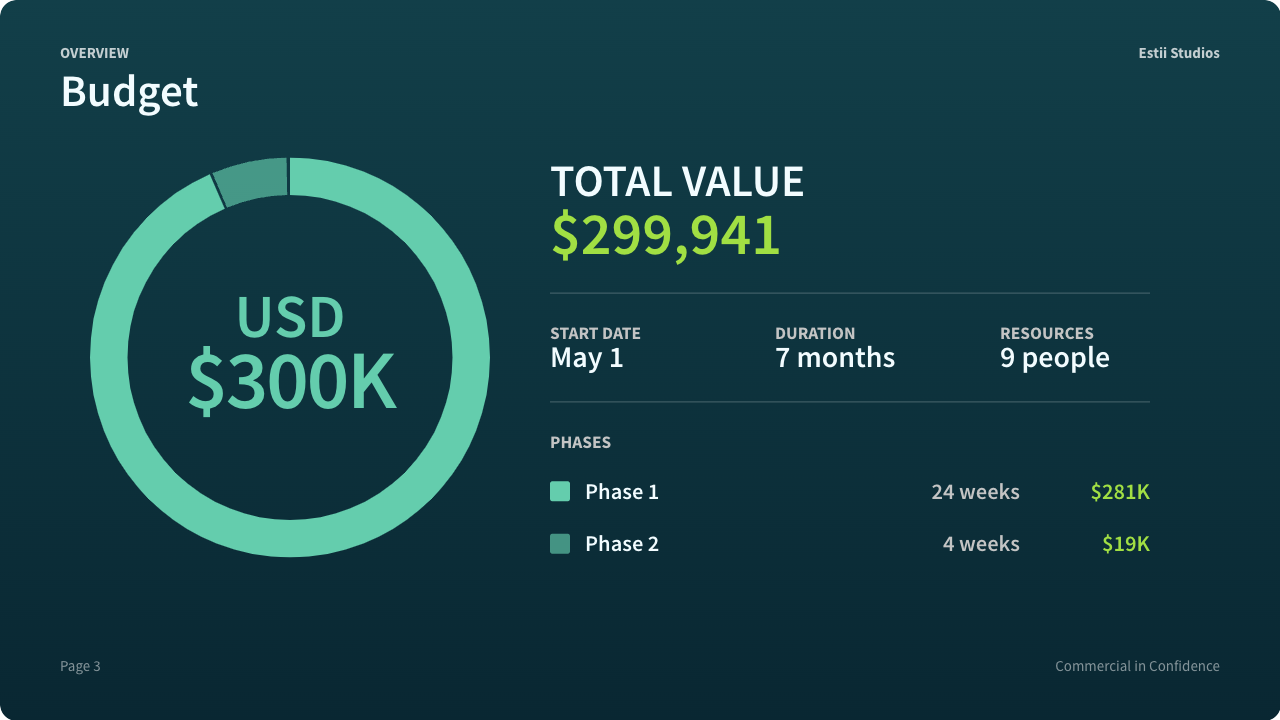 OVERVIEW
Estii Studios
Budget
USD
$300K
TOTAL VALUE
$299,941
START DATE
May 1
DURATION
7 months
RESOURCES
9 people
PHASES
Phase 1 24 weeks $281K
Phase 2 4 weeks $19K
Page 3
Commercial in Confidence